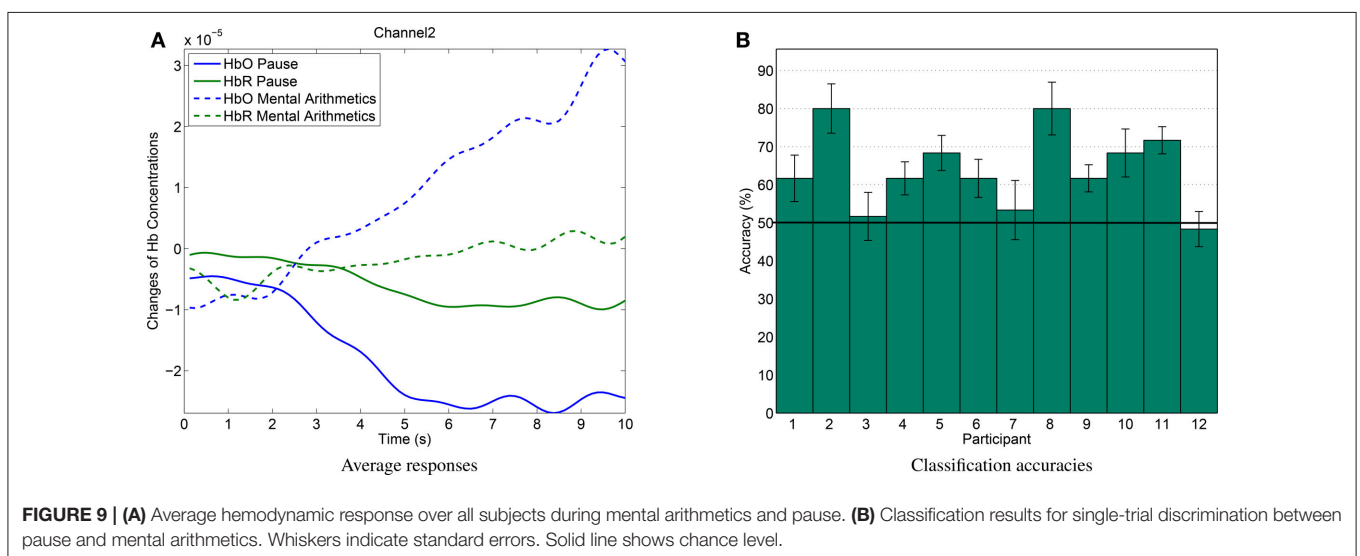 A
x 10⁻⁵
Channel2
HbO Pause
HbR Pause
HbO Mental Arithmetics
HbR Mental Arithmetics
Changes of Hb Concentrations
3
2
1
0
−1
−2
0 1 2 3 4 5 6 7 8 9 10
Time (s)
Average responses
B
Accuracy (%)
90
80
70
60
50
40
30
20
10
0
1 2 3 4 5 6 7 8 9 10 11 12
Participant
Classification accuracies
FIGURE 9 | (A) Average hemodynamic response over all subjects during mental arithmetics and pause. (B) Classification results for single-trial discrimination between
pause and mental arithmetics. Whiskers indicate standard errors. Solid line shows chance level.